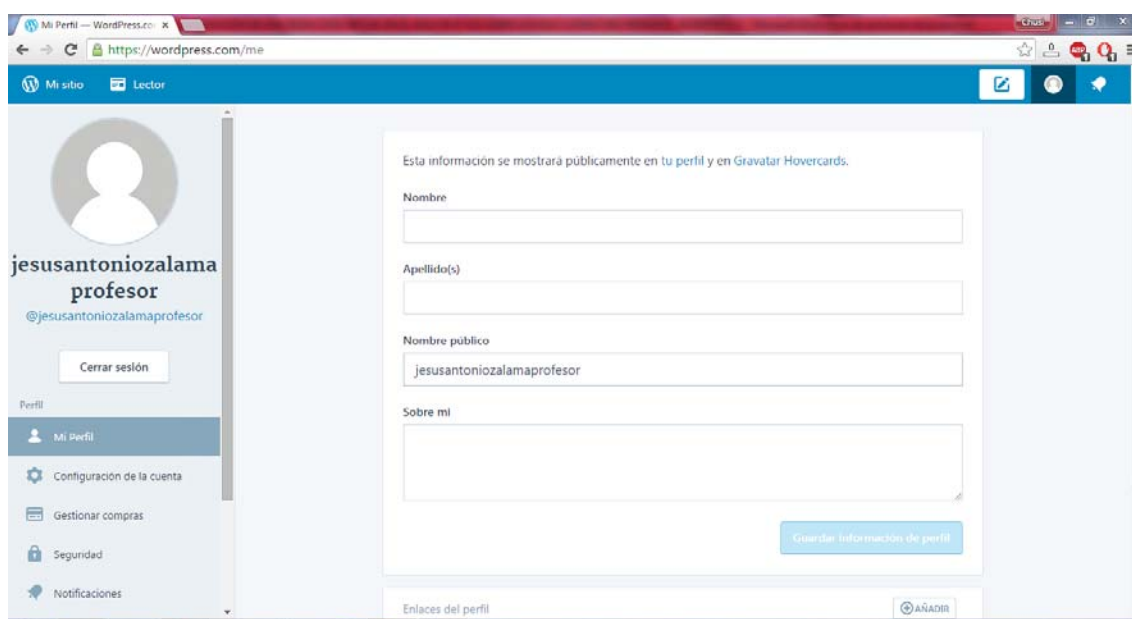 Mi Perfil — WordPress.co
Chusi
https://wordpress.com/me
Mi sitio
Lector
jesusantoniozalama
profesor
@jesusantoniozalamaprofesor
Cerrar sesión
Perfil
Mi Perfil
Configuración de la cuenta
Gestionar compras
Seguridad
Notificaciones
Esta información se mostrará públicamente en tu perfil y en Gravatar Hovercards.
Nombre
Apellido(s)
Nombre público
jesusantoniozalamaprofesor
Sobre mí
Guardar información de perfil
Enlaces del perfil
AÑADIR